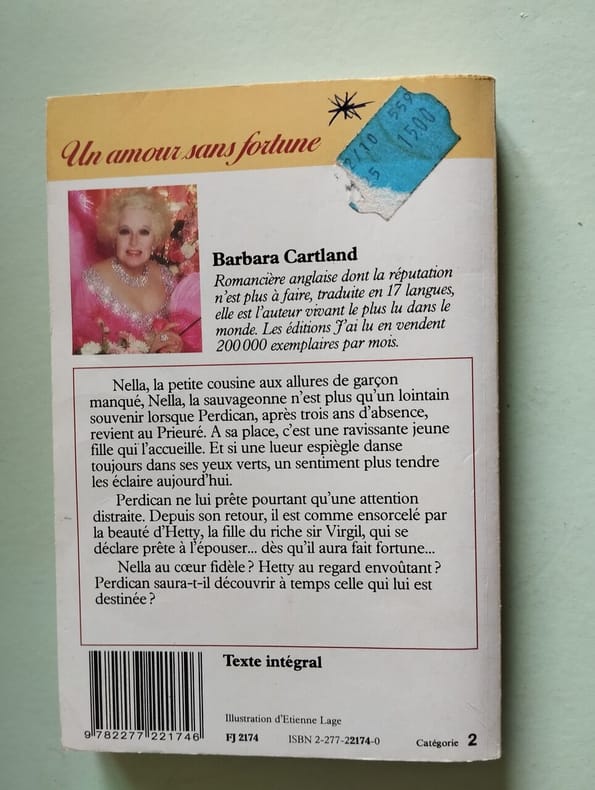 Un amour sans fortune
2/10 559
5 1500
Barbara Cartland
Romancière anglaise dont la réputation
n'est plus à faire, traduite en 17 langues,
elle est l'auteur vivant le plus lu dans le
monde. Les éditions J'ai lu en vendent
200 000 exemplaires par mois.
Nella, la petite cousine aux allures de garçon
manqué, Nella, la sauvageonne n'est plus qu'un lointain
souvenir lorsque Perdican, après trois ans d'absence,
revient au Prieuré. A sa place, c'est une ravissante jeune
fille qui l'accueille. Et si une lueur espiègle danse
toujours dans ses yeux verts, un sentiment plus tendre
les éclaire aujourd'hui.
Perdican ne lui prête pourtant qu'une attention
distraite. Depuis son retour, il est comme ensorcelé par
la beauté d'Hetty, la fille du riche sir Virgil, qui se
déclare prête à l'épouser... dès qu'il aura fait fortune...
Nella au cœur fidèle ? Hetty au regard envoûtant ?
Perdican saura-t-il découvrir à temps celle qui lui est
destinée ?
Texte intégral
Illustration d'Etienne Lage
9 782277 221746
FJ 2174 ISBN 2-277-22174-0 Catégorie 2